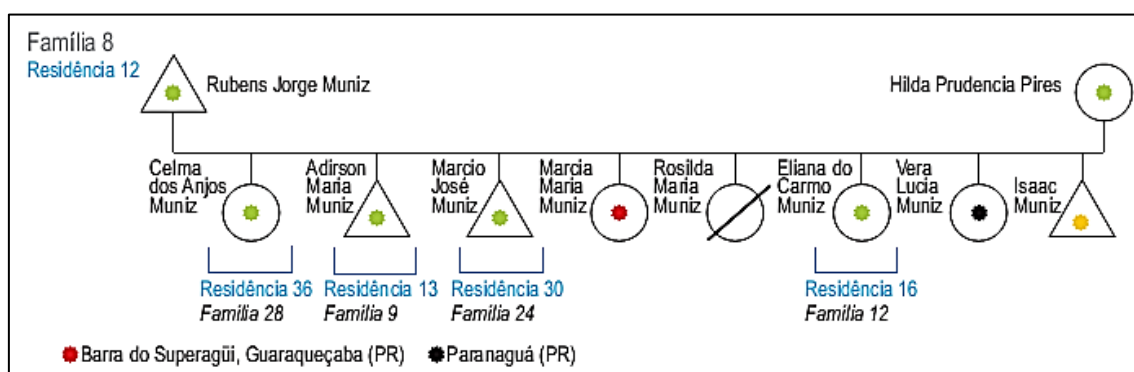 Família 8
Residência 12
Rubens Jorge Muniz
Hilda Prudencia Pires
Celma
dos Anjos
Muniz
Adirson
Maria
Muniz
Marcio
José
Muniz
Marcia
Maria
Muniz
Rosilda
Maria
Muniz
Eliana do
Carmo
Muniz
Vera
Lucia
Muniz
Isaac
Muniz
Residência 36
Família 28
Residência 13
Família 9
Residência 30
Família 24
Residência 16
Família 12
Barra do Superagüi, Guaraqueçaba (PR)
Paranaguá (PR)